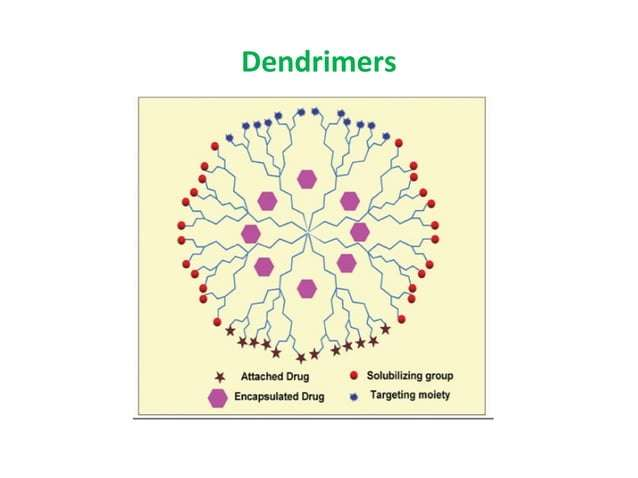 Dendrimers
Attached Drug
Solubilizing group
Encapsulated Drug
Targeting moiety